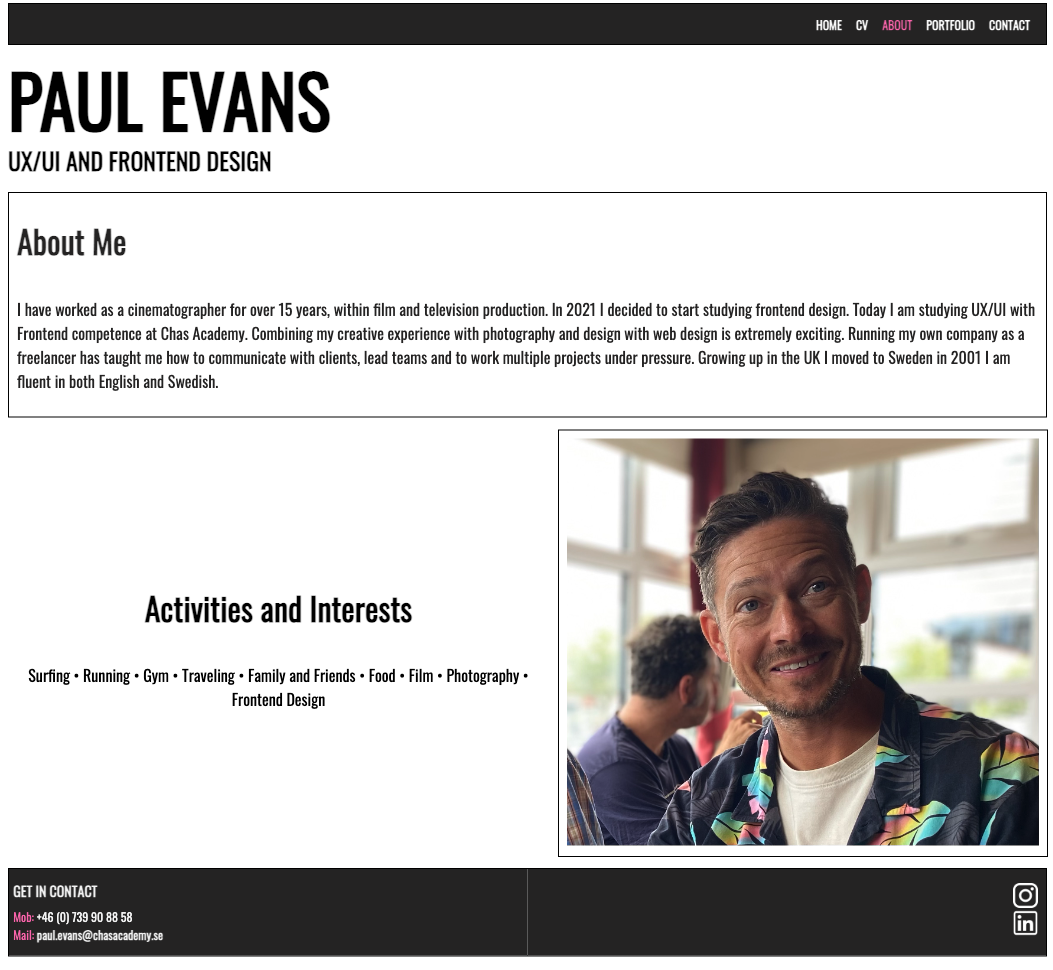 HOME CV ABOUT PORTFOLIO CONTACT
PAUL EVANS
UX/UI AND FRONTEND DESIGN
About Me
I have worked as a cinematographer for over 15 years, within film and television production. In 2021 I decided to start studying frontend design. Today I am studying UX/UI with
Frontend competence at Chas Academy. Combining my creative experience with photography and design with web design is extremely exciting. Running my own company as a
freelancer has taught me how to communicate with clients, lead teams and to work multiple projects under pressure. Growing up in the UK I moved to Sweden in 2001 I am
fluent in both English and Swedish.
Activities and Interests
Surfing • Running • Gym • Traveling • Family and Friends • Food • Film • Photography •
Frontend Design
GET IN CONTACT
Mob: +46 (0) 739 90 88 58
Mail: paul.evans@chasacademy.se
in